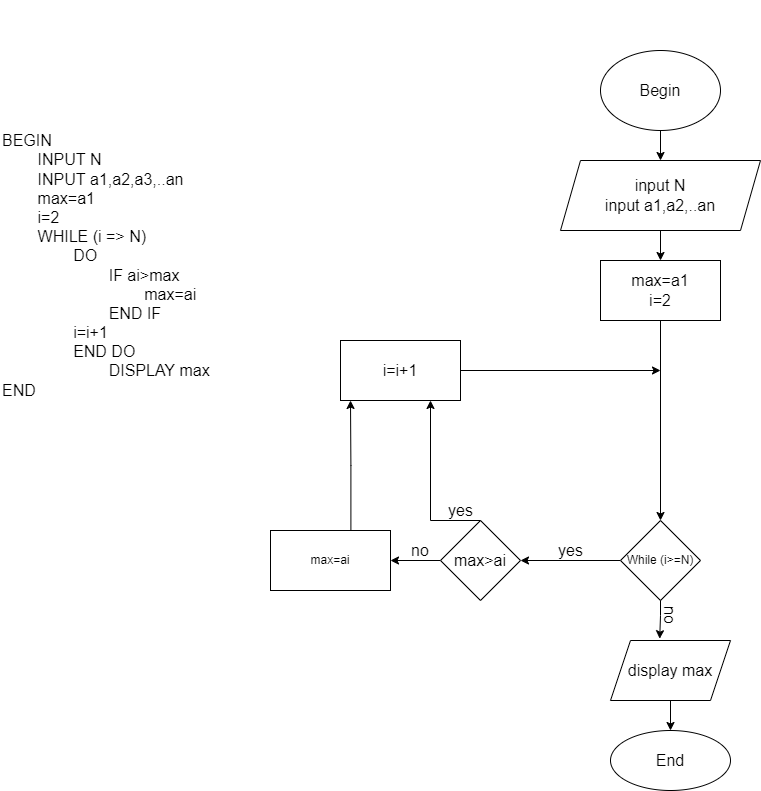 BEGIN
INPUT N
INPUT a1,a2,a3,..an
max=a1
i=2
WHILE (i => N)
DO
IF ai>max
max=ai
END IF
i=i+1
END DO
DISPLAY max
END
Begin
input N
input a1,a2,..an
max=a1
i=2
i=i+1
yes
max=ai
no
max>ai
yes
While (i>=N)
no
display max
End